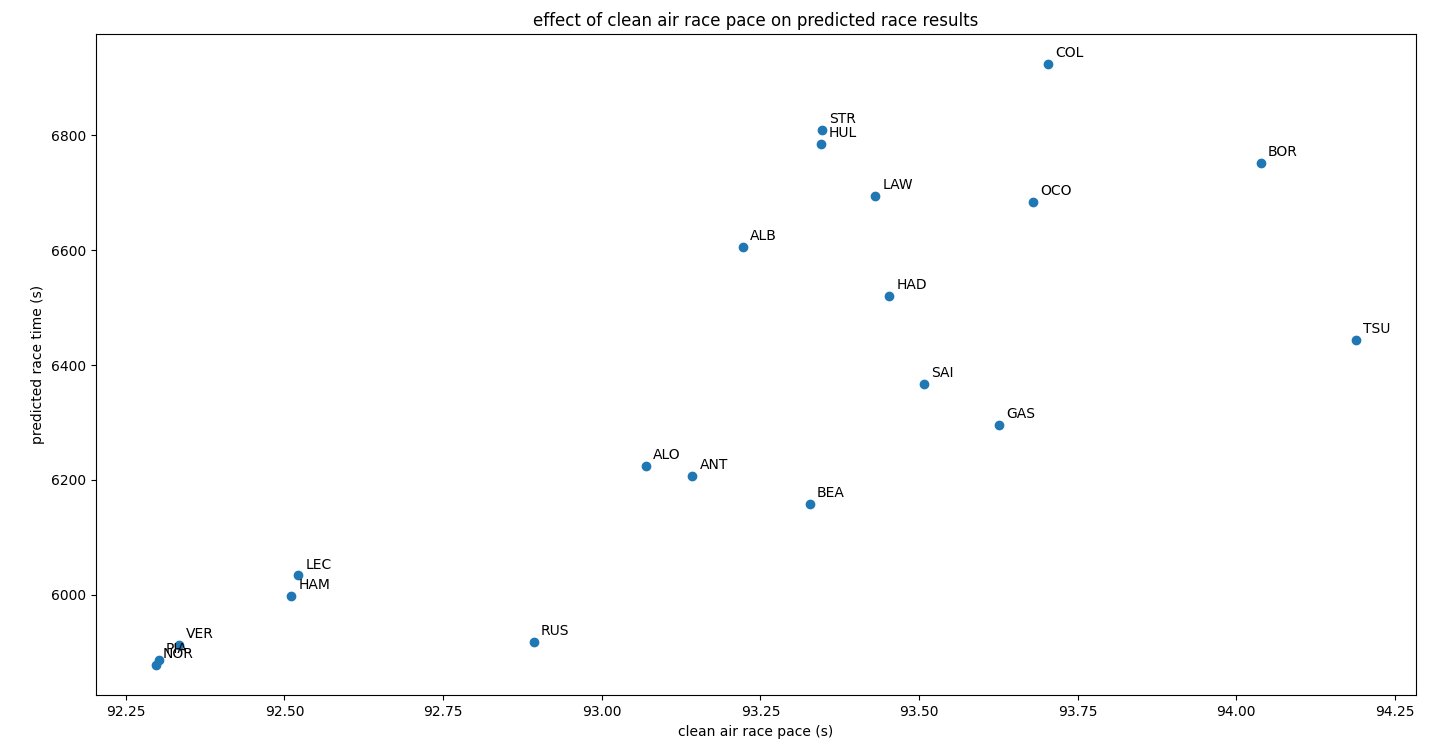 effect of clean air race pace on predicted race results
COL
STR
HUL
BOR
LAW
OCO
ALB
HAD
TSU
SAI
GAS
ALO
ANT
BEA
LEC
HAM
VER
RUS
NOR
6800
6600
6400
6200
6000
predicted race time (s)
92.25
92.50
92.75
93.00
93.25
93.50
93.75
94.00
94.25
clean air race pace (s)